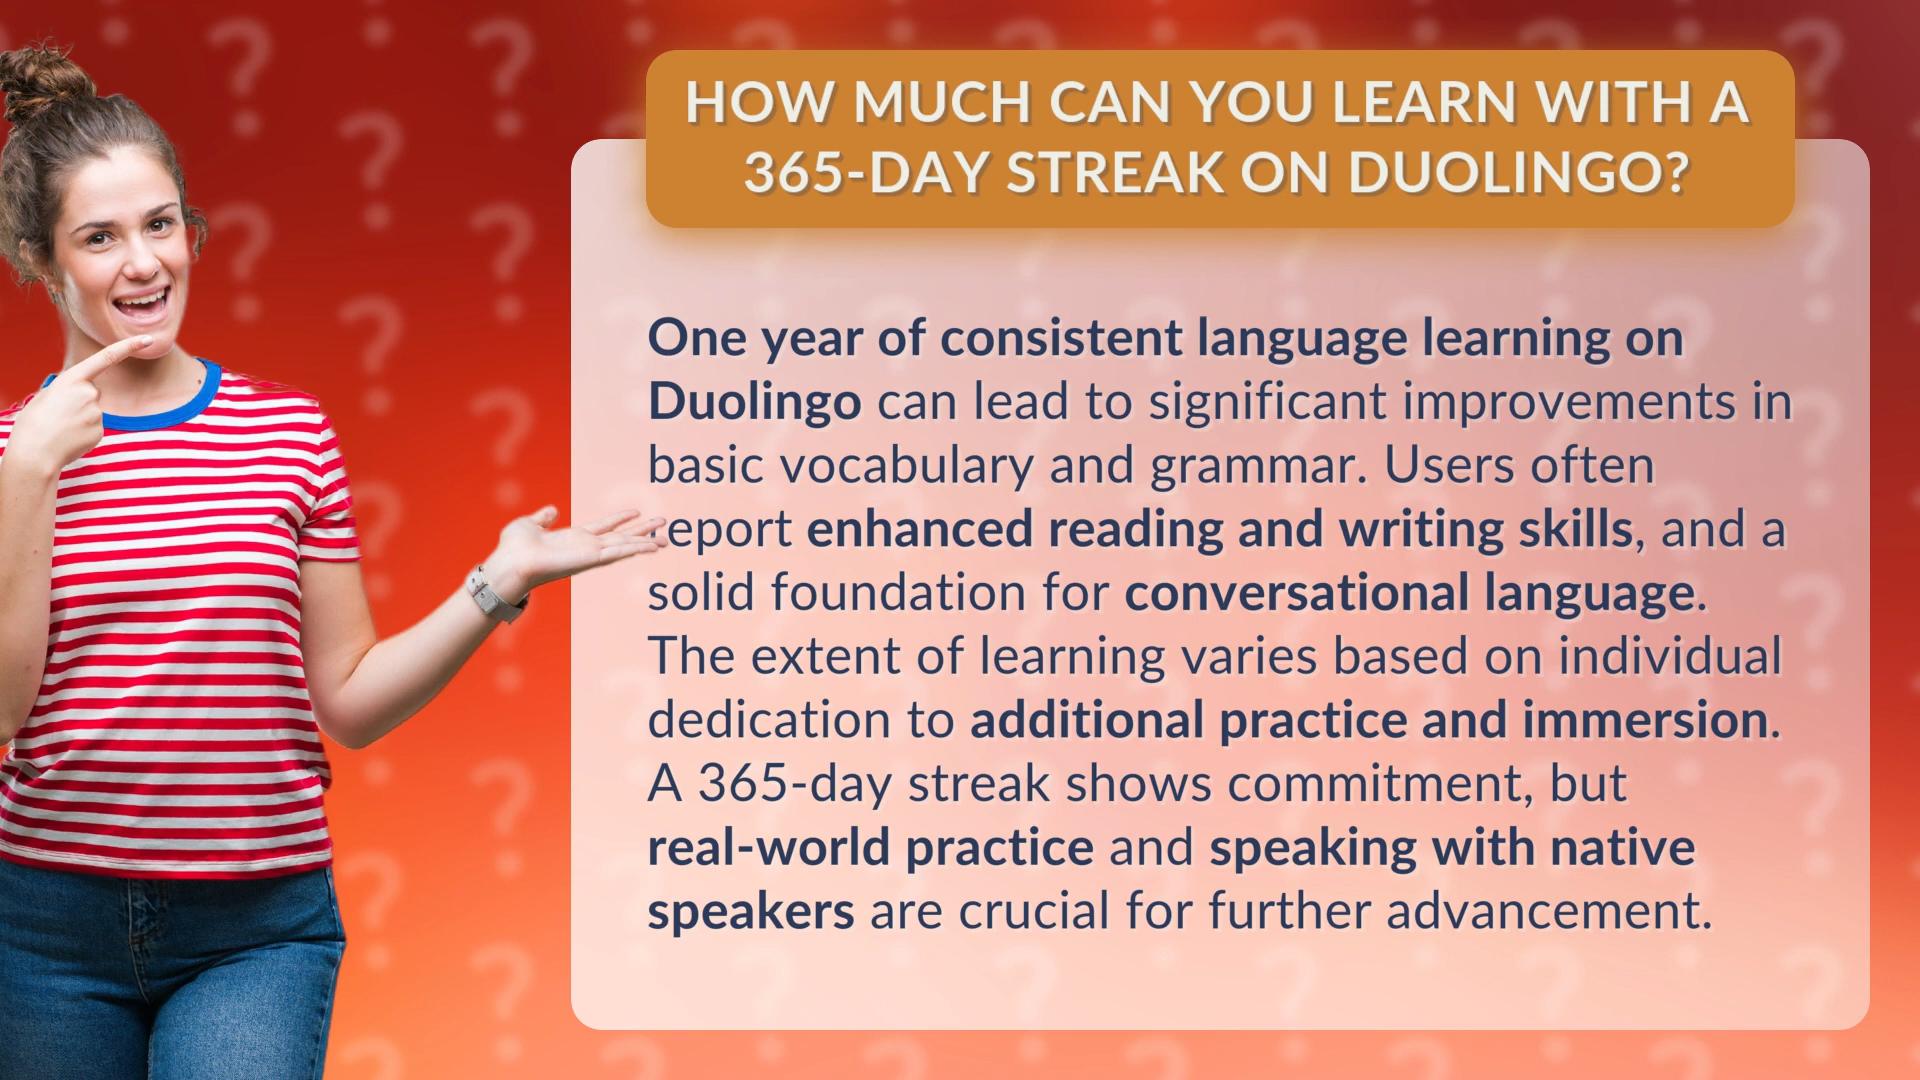 HOW MUCH CAN YOU LEARN WITH A
365-DAY STREAK ON DUOLINGO?
One year of consistent language learning on
Duolingo can lead to significant improvements in
basic vocabulary and grammar. Users often
report enhanced reading and writing skills, and a
solid foundation for conversational language.
The extent of learning varies based on individual
dedication to additional practice and immersion.
A 365-day streak shows commitment, but
real-world practice and speaking with native
speakers are crucial for further advancement.